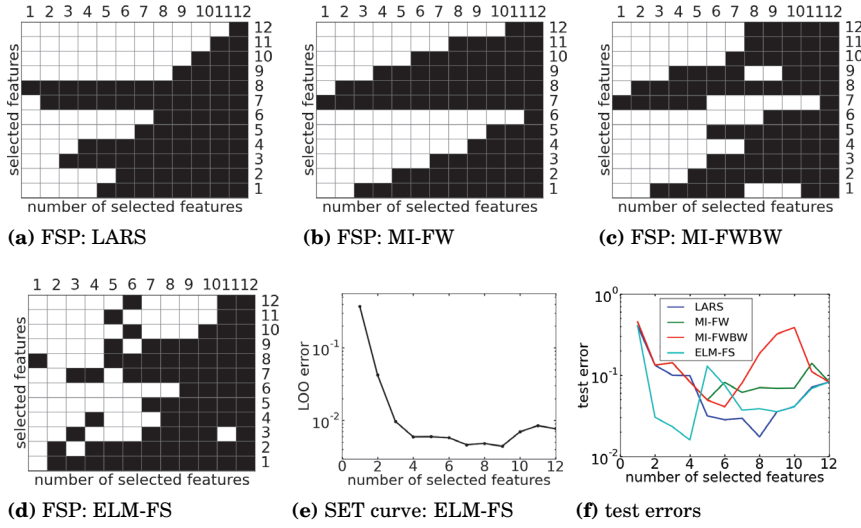 1 2 3 4 5 6 7 8 9 10 11 12
selected features
12
11
10
9
8
7
6
5
4
3
2
1
number of selected features
(a) FSP: LARS
1 2 3 4 5 6 7 8 9 10 11 12
selected features
12
11
10
9
8
7
6
5
4
3
2
1
number of selected features
(b) FSP: MI-FW
1 2 3 4 5 6 7 8 9 10 11 12
selected features
12
11
10
9
8
7
6
5
4
3
2
1
number of selected features
(c) FSP: MI-FWBW
1 2 3 4 5 6 7 8 9 10 11 12
selected features
12
11
10
9
8
7
6
5
4
3
2
1
number of selected features
(d) FSP: ELM-FS
LOO error
10⁻¹
10⁻²
0 2 4 6 8 10 12
number of selected features
(e) SET curve: ELM-FS
test error
10⁰
10⁻¹
10⁻²
LARS
MI-FW
MI-FWBW
ELM-FS
0 2 4 6 8 10 12
number of selected features
(f) test errors